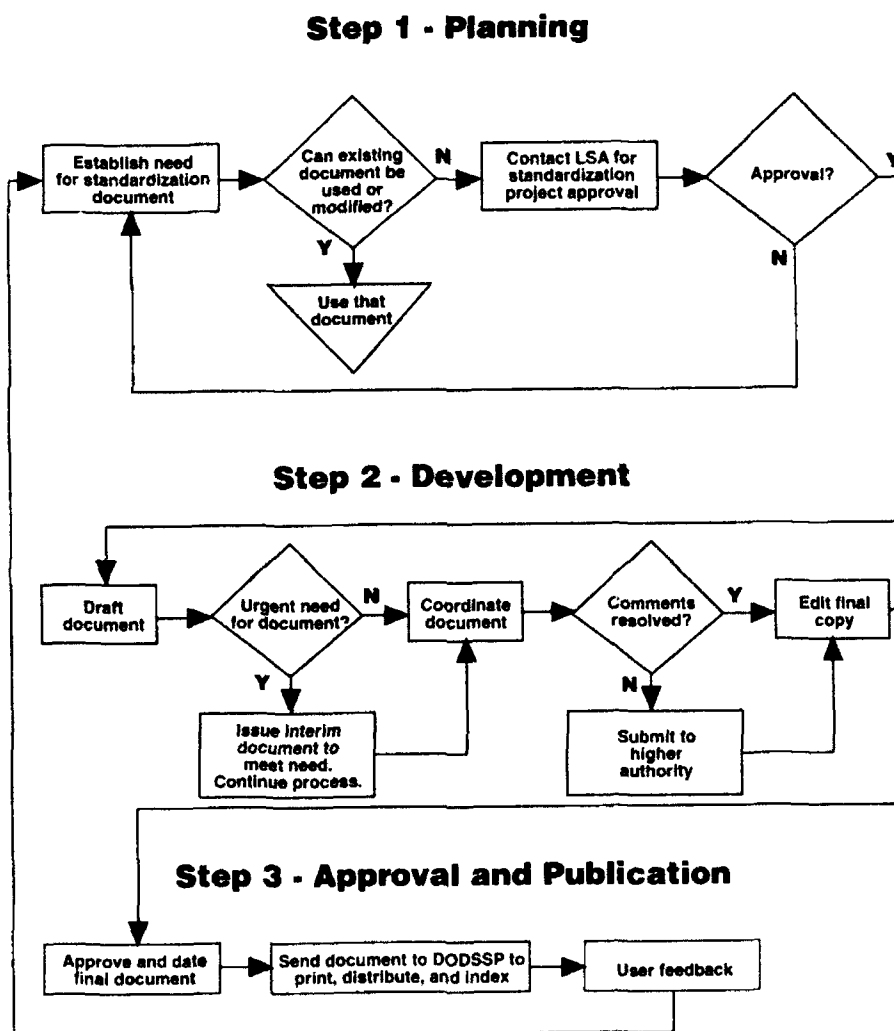 Step 1 - Planning
Establish need
for standardization
document
Can existing
document be
used or
modified?
N
Y
Use that
document
Contact LSA for
standardization
project approval
Approval?
Y
N
Step 2 - Development
Draft
document
Urgent need
for document?
N
Y
Issue interim
document to
meet need.
Continue process.
Coordinate
document
Comments
resolved?
Y
N
Submit to
higher
authority
Edit final
copy
Step 3 - Approval and Publication
Approve and date
final document
Send document to DODSSP to
print, distribute, and index
User feedback